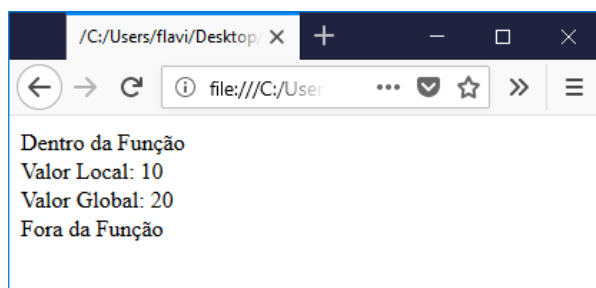 /C:/Users/flavi/Desktop/
file:///C:/User
Dentro da Função
Valor Local: 10
Valor Global: 20
Fora da Função